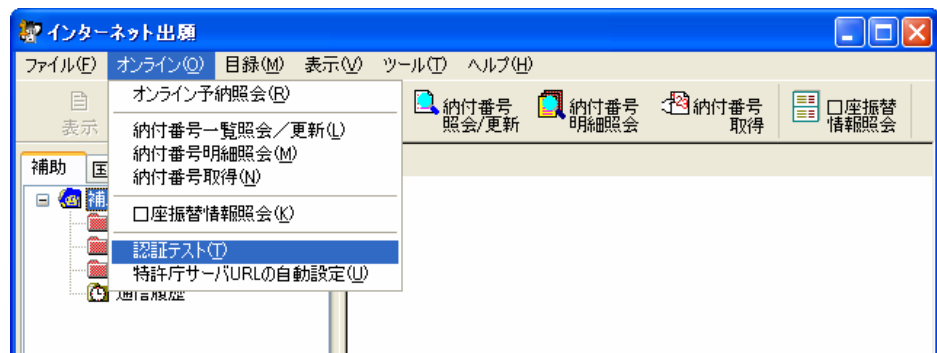 インターネット出願
ファイル(F) オンライン(O) 目録(M) 表示(V) ツール(T) ヘルプ(H)
表示
オンライン予納照会(R)
納付番号一覧照会／更新(L)
納付番号明細照会(M)
納付番号取得(N)
口座振替情報照会(K)
認証テスト(T)
特許庁サーバURLの自動設定(U)
納付番号
照会/更新
納付番号
明細照会
納付番号
取得
口座振替
情報照会
補助
通信履歴